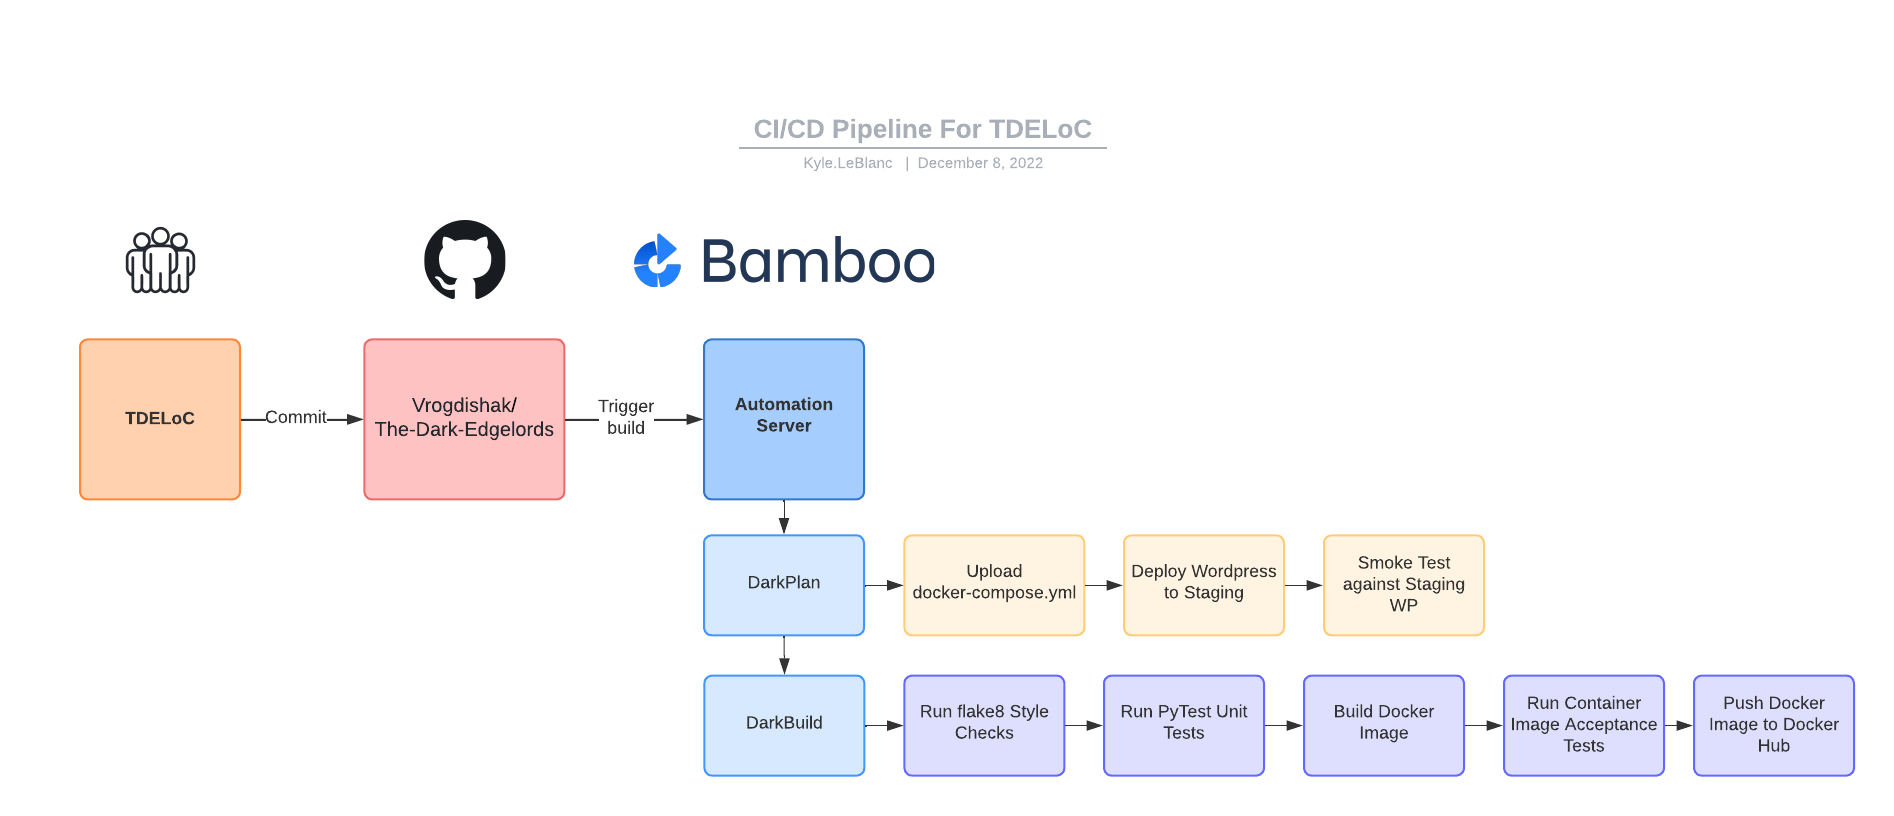 CI/CD Pipeline For TDELoC
Kyle.LeBlanc | December 8, 2022
Bamboo
TDELoC
Commit
Vrogdishak/
The-Dark-Edgelords
Trigger
build
Automation
Server
DarkPlan
Upload
docker-compose.yml
Deploy Wordpress
to Staging
Smoke Test
against Staging
WP
DarkBuild
Run flake8 Style
Checks
Run PyTest Unit
Tests
Build Docker
Image
Run Container
Image Acceptance
Tests
Push Docker
Image to Docker
Hub